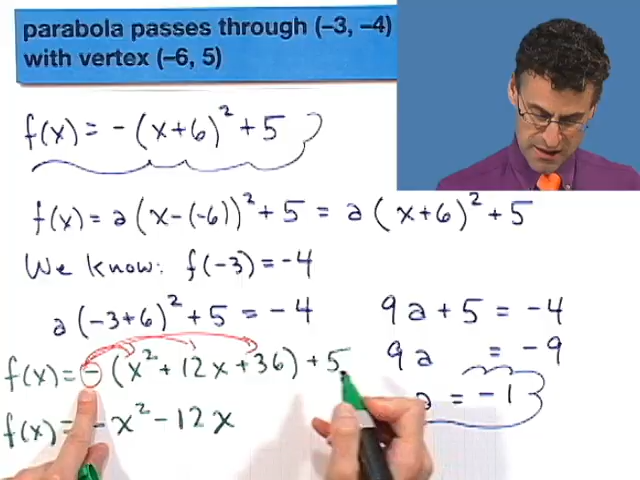 parabola passes through (–3, –4)
with vertex (–6, 5)
f(x) = -(x+6)² + 5
f(x) = a(x-(-6))² + 5 = a(x+6)² + 5
We know: f(-3) = -4
a(-3+6)² + 5 = -4
9a + 5 = -4
9a = -9
a = -1
f(x) = -(x² + 12x + 36) + 5
f(x) = -x² - 12x